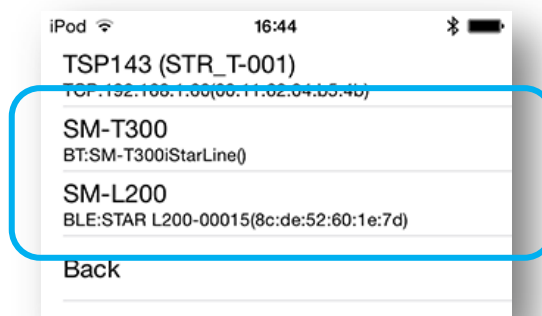 iPod 16:44
TSP143 (STR_T-001)
SM-T300
BT:SM-T300iStarLine()
SM-L200
BLE:STAR L200-00015(8c:de:52:60:1e:7d)
Back